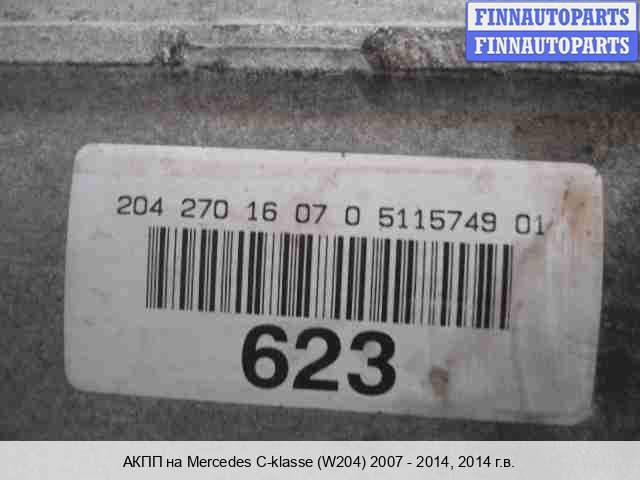 FINNAUTOPARTS
FINNAUTOPARTS
204 270 16 07 0 5115749 01
623
АКПП на Mercedes C-klasse (W204) 2007 - 2014, 2014 г.в.